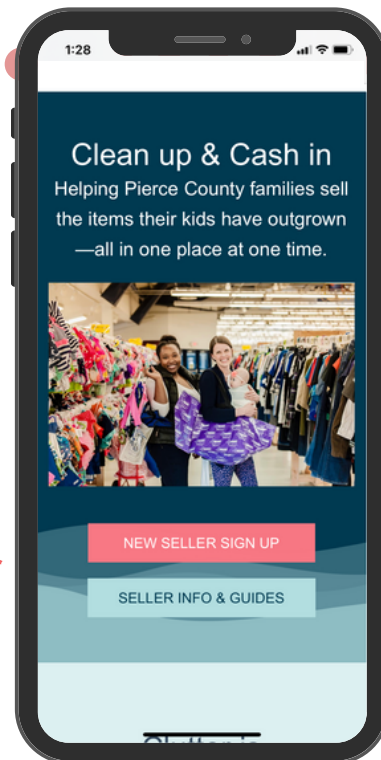 1:28
Clean up & Cash in
Helping Pierce County families sell
the items their kids have outgrown
—all in one place at one time.
NEW SELLER SIGN UP
SELLER INFO & GUIDES